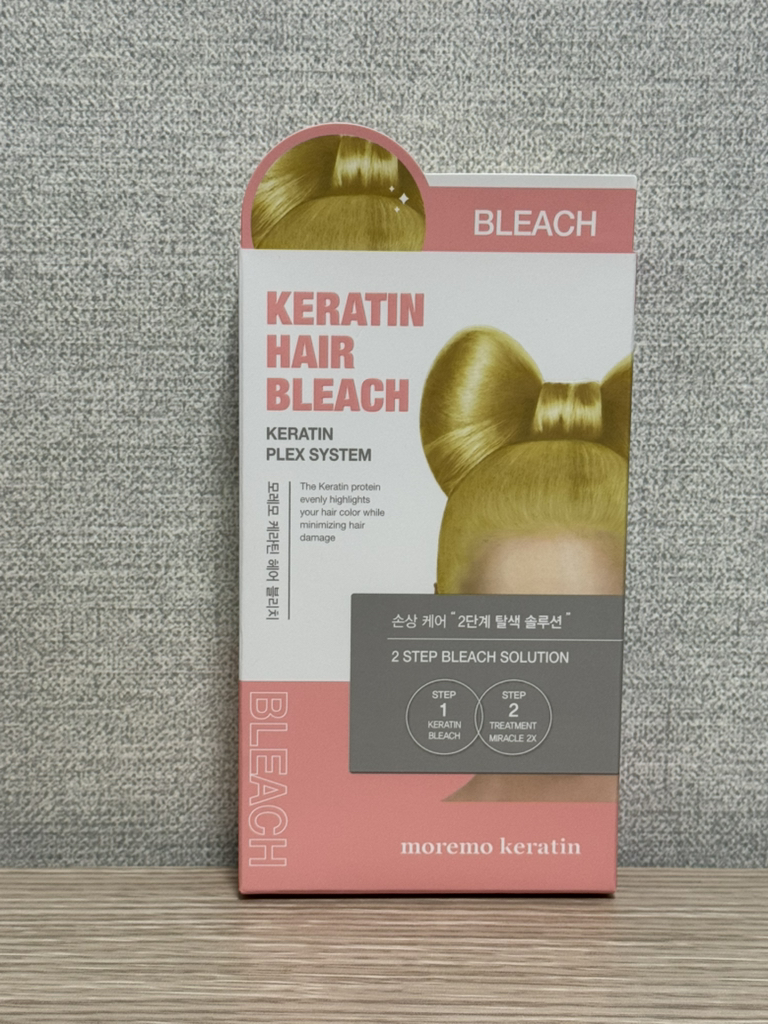 BLEACH
KERATIN
HAIR
BLEACH
KERATIN
PLEX SYSTEM
모레모 케라틴 헤어 블리치
The Keratin protein
evenly highlights
your hair color while
minimizing hair
damage
손상 케어 "2단계 탈색 솔루션"
2 STEP BLEACH SOLUTION
STEP
1
KERATIN
BLEACH
STEP
2
TREATMENT
MIRACLE 2X
BLEACH
moremo keratin